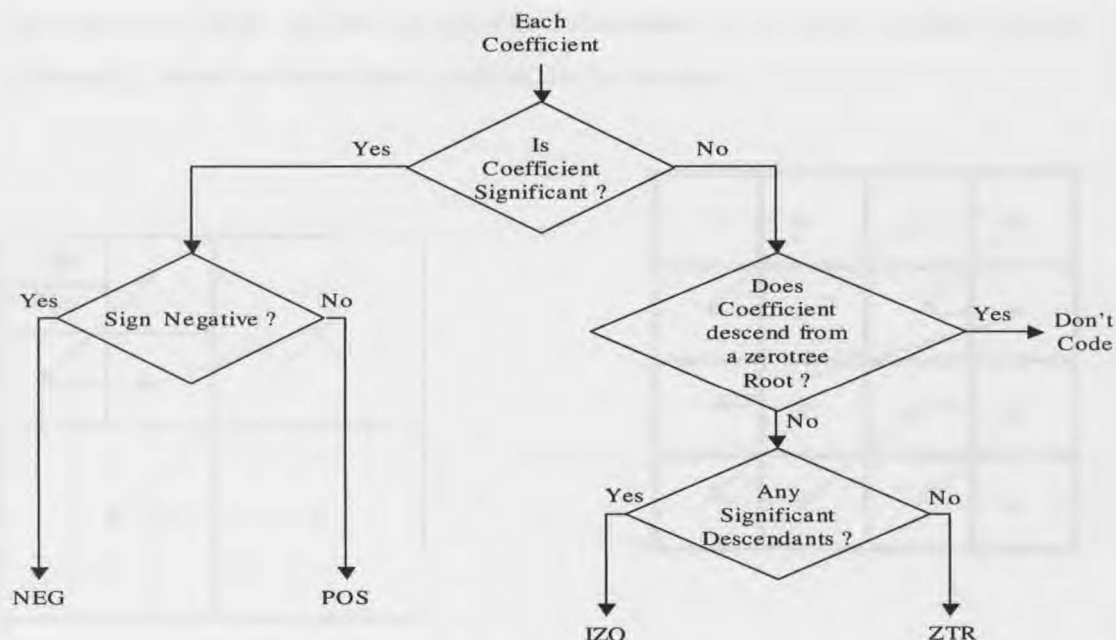 Each
Coefficient
Yes
Is
Coefficient
Significant ?
No
Yes
Sign Negative ?
No
Does
Coefficient
descend from
a zerotree
Root ?
Yes
Don't
Code
No
Yes
Any
Significant
Descendants ?
No
NEG
POS
IZO
ZTR